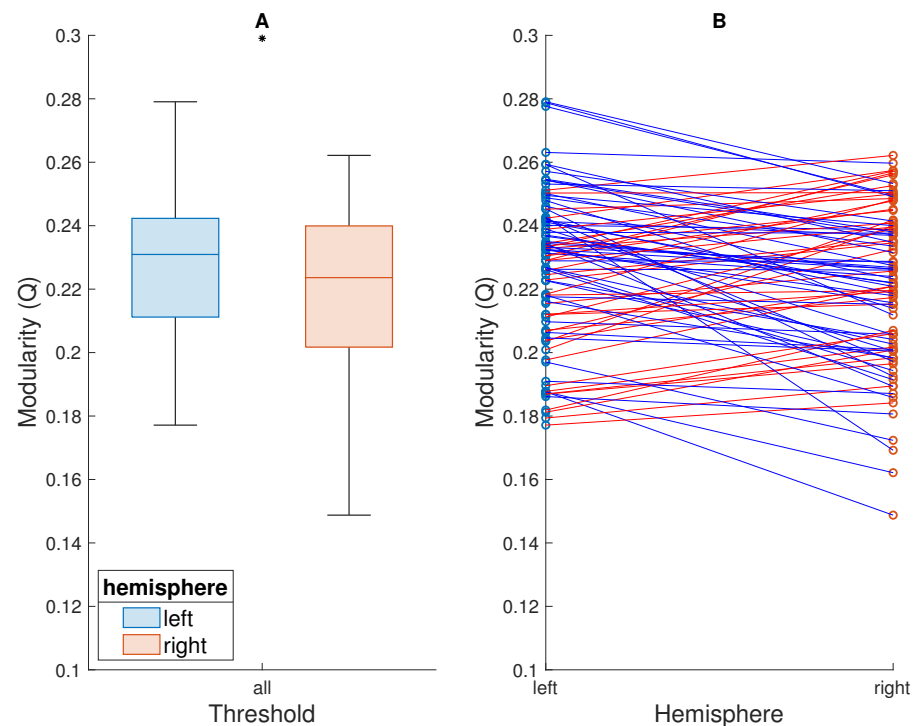 A
*
0.3
0.28
0.26
0.24
0.22
0.2
0.18
0.16
0.14
0.12
0.1
Modularity (Q)
hemisphere
left
right
all
Threshold
B
0.3
0.28
0.26
0.24
0.22
0.2
0.18
0.16
0.14
0.12
0.1
Modularity (Q)
left
right
Hemisphere